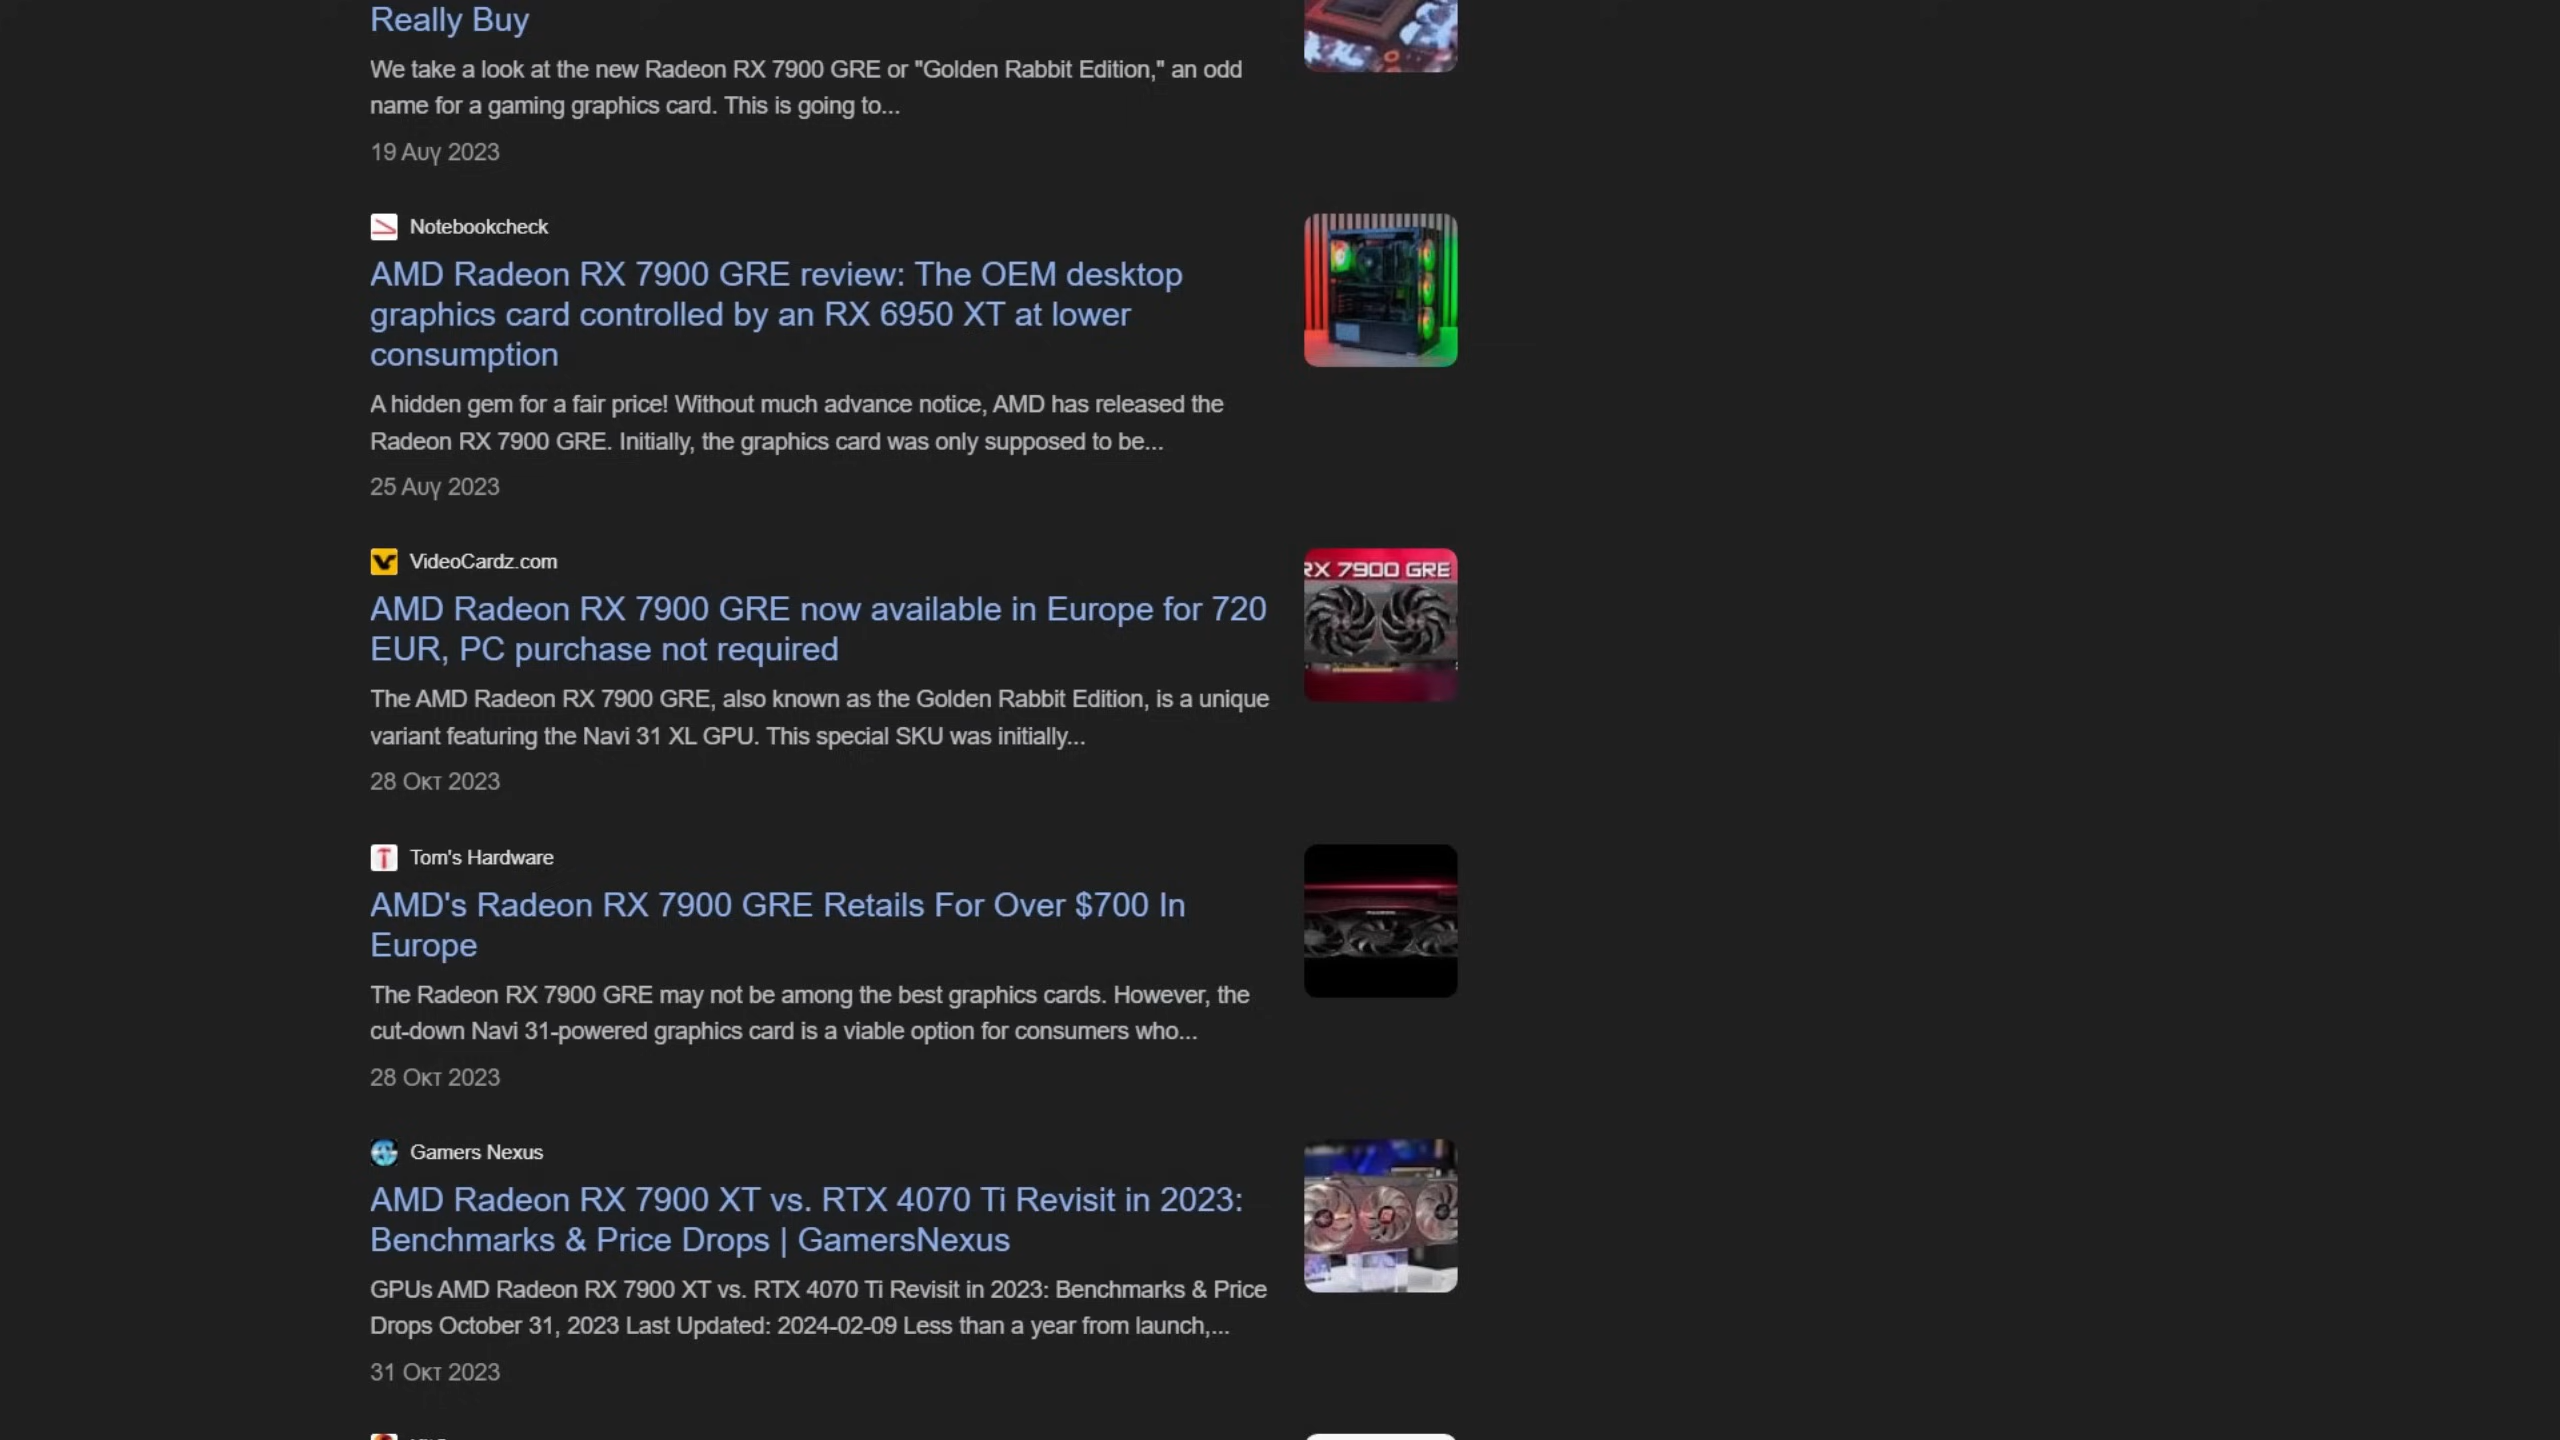 Really Buy
We take a look at the new Radeon RX 7900 GRE or "Golden Rabbit Edition," an odd
name for a gaming graphics card. This is going to...
19 Αυγ 2023
Notebookcheck
AMD Radeon RX 7900 GRE review: The OEM desktop
graphics card controlled by an RX 6950 XT at lower
consumption
A hidden gem for a fair price! Without much advance notice, AMD has released the
Radeon RX 7900 GRE. Initially, the graphics card was only supposed to be...
25 Αυγ 2023
VideoCardz.com
RX 7900 GRE
AMD Radeon RX 7900 GRE now available in Europe for 720
EUR, PC purchase not required
The AMD Radeon RX 7900 GRE, also known as the Golden Rabbit Edition, is a unique
variant featuring the Navi 31 XL GPU. This special SKU was initially...
28 Οκτ 2023
Tom's Hardware
AMD's Radeon RX 7900 GRE Retails For Over $700 In
Europe
The Radeon RX 7900 GRE may not be among the best graphics cards. However, the
cut-down Navi 31-powered graphics card is a viable option for consumers who...
28 Οκτ 2023
Gamers Nexus
AMD Radeon RX 7900 XT vs. RTX 4070 Ti Revisit in 2023:
Benchmarks & Price Drops | GamersNexus
GPUs AMD Radeon RX 7900 XT vs. RTX 4070 Ti Revisit in 2023: Benchmarks & Price
Drops October 31, 2023 Last Updated: 2024-02-09 Less than a year from launch,...
31 Οκτ 2023